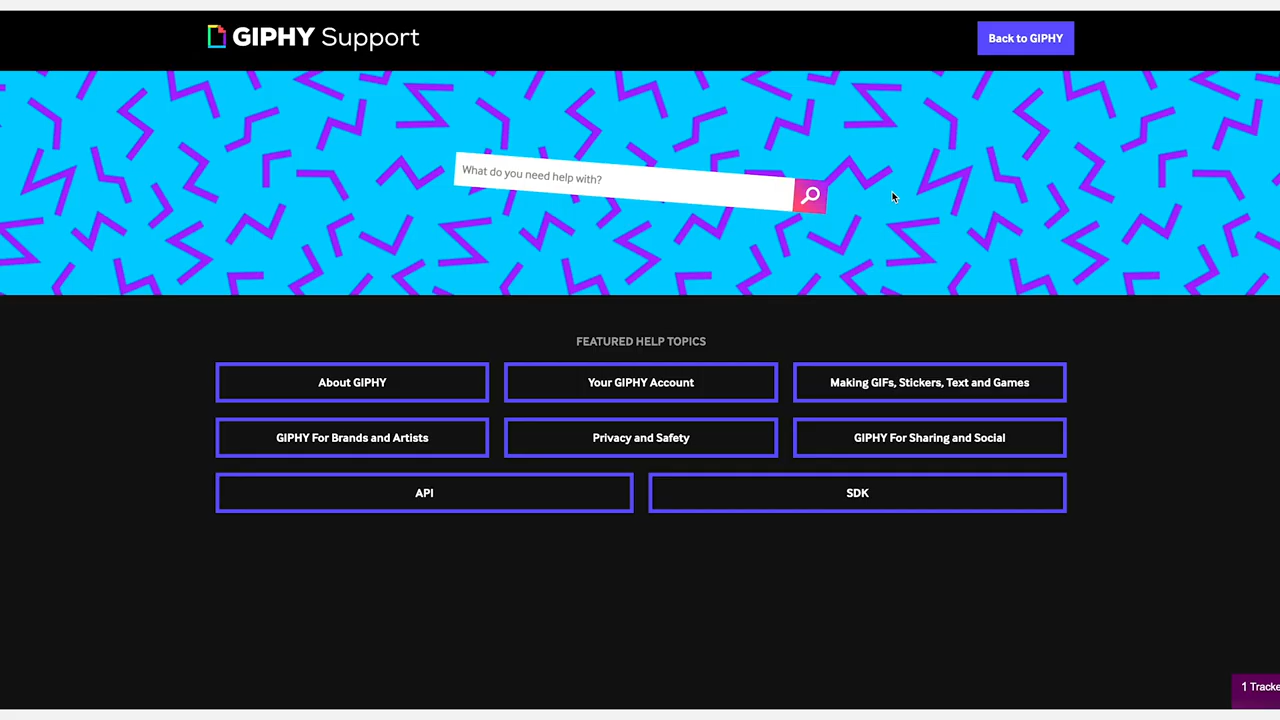 GIPHY Support
Back to GIPHY
What do you need help with?
FEATURED HELP TOPICS
About GIPHY
Your GIPHY Account
Making GIFs, Stickers, Text and Games
GIPHY For Brands and Artists
Privacy and Safety
GIPHY For Sharing and Social
API
SDK
1 Tracke